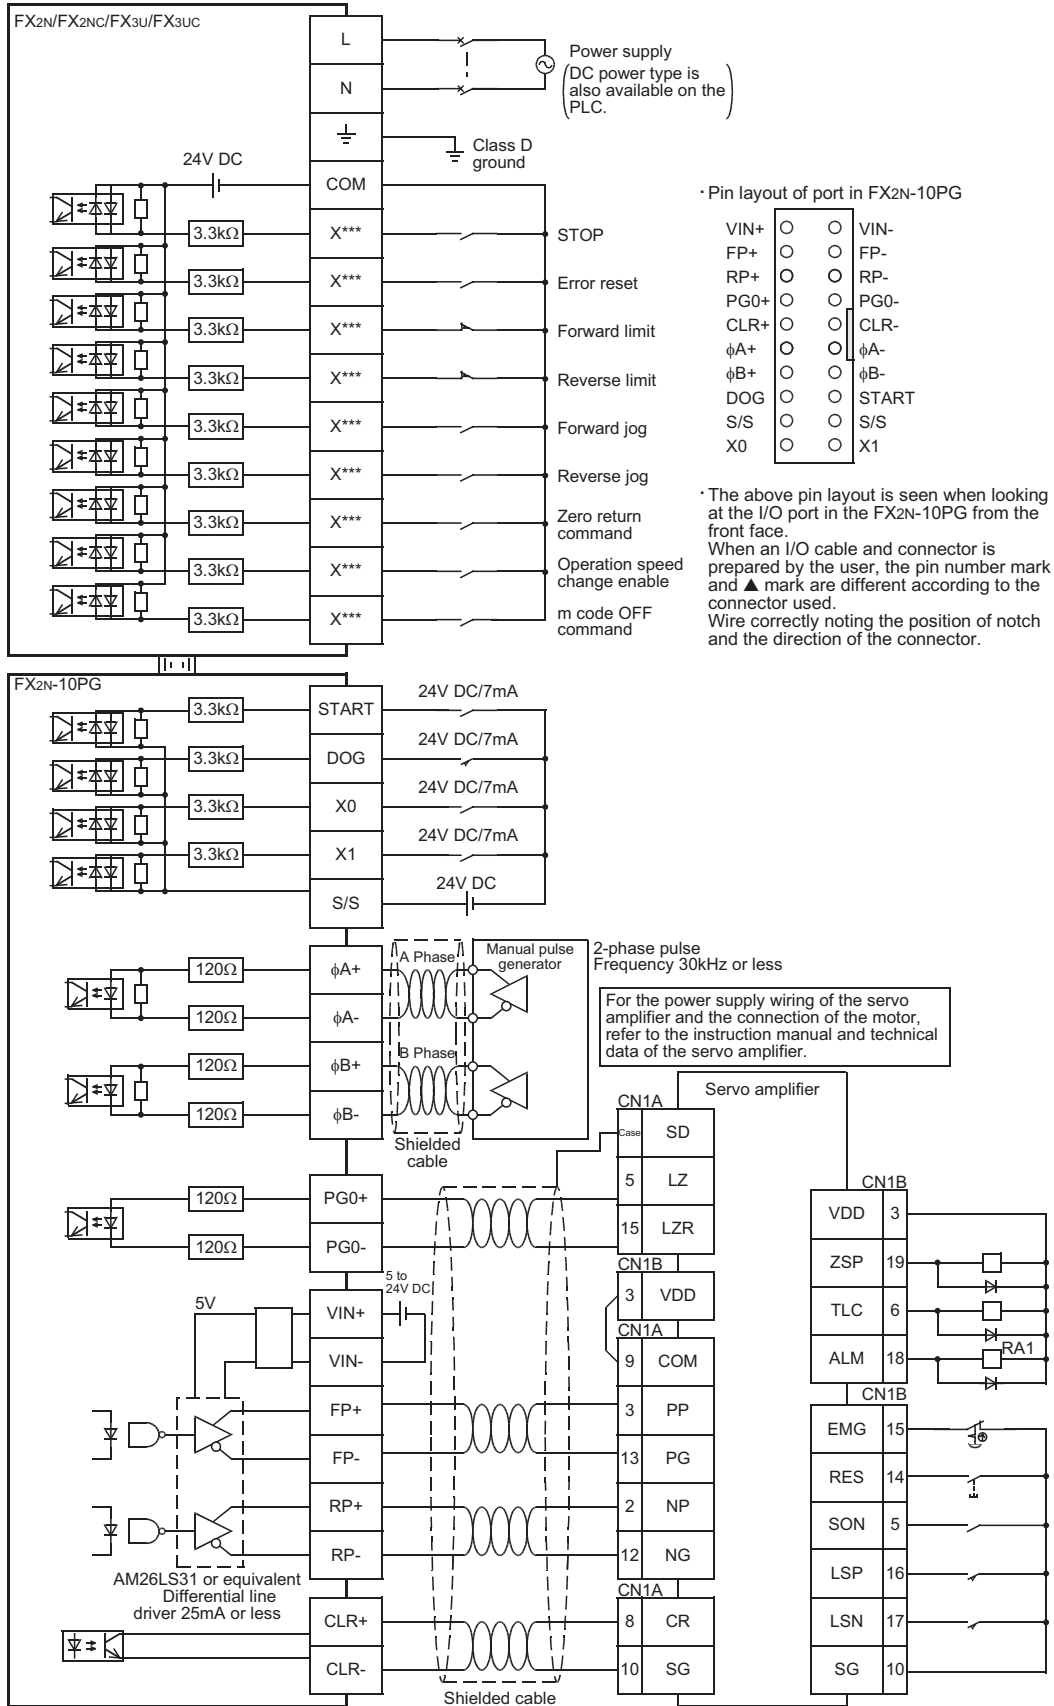 FX2N/FX2NC/FX3U/FX3UC
L
N
Power supply
DC power type is
also available on the
PLC.
Class D
ground
24V DC
COM
3.3kΩ
X***
STOP
3.3kΩ
X***
Error reset
3.3kΩ
X***
Forward limit
3.3kΩ
X***
Reverse limit
3.3kΩ
X***
Forward jog
3.3kΩ
X***
Reverse jog
3.3kΩ
X***
Zero return
command
3.3kΩ
X***
Operation speed
change enable
3.3kΩ
X***
m code OFF
command
・Pin layout of port in FX2N-10PG
VIN+ VIN-
FP+ FP-
RP+ RP-
PG0+ PG0-
CLR+ CLR-
ϕA+ ϕA-
ϕB+ ϕB-
DOG START
S/S S/S
X0 X1
・The above pin layout is seen when looking
at the I/O port in the FX2N-10PG from the
front face.
When an I/O cable and connector is
prepared by the user, the pin number mark
and ▲ mark are different according to the
connector used.
Wire correctly noting the position of notch
and the direction of the connector.
FX2N-10PG
3.3kΩ
START
24V DC/7mA
3.3kΩ
DOG
24V DC/7mA
3.3kΩ
X0
24V DC/7mA
3.3kΩ
X1
24V DC/7mA
S/S
24V DC
120Ω
ϕA+
A Phase
120Ω
ϕA-
120Ω
ϕB+
B Phase
120Ω
ϕB-
Shielded
cable
Manual pulse
generator
2-phase pulse
Frequency 30kHz or less
For the power supply wiring of the servo
amplifier and the connection of the motor,
refer to the instruction manual and technical
data of the servo amplifier.
120Ω
PG0+
120Ω
PG0-
5V
VIN+
5 to
24V DC
VIN-
FP+
FP-
RP+
RP-
AM26LS31 or equivalent
Differential line
driver 25mA or less
CLR+
CLR-
Shielded cable
Servo amplifier
CN1A
Case SD
5 LZ
15 LZR
CN1B
3 VDD
CN1A
9 COM
3 PP
13 PG
2 NP
12 NG
CN1A
8 CR
10 SG
CN1B
VDD 3
ZSP 19
TLC 6
ALM 18
RA1
CN1B
EMG 15
RES 14
SON 5
LSP 16
LSN 17
SG 10